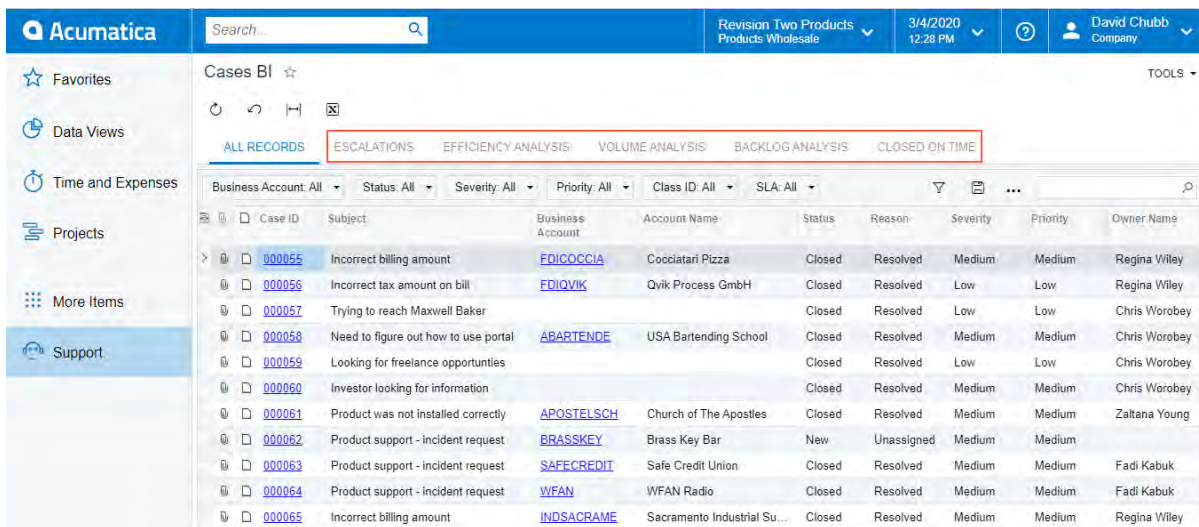 Acumatica
Search...
Revision Two Products
Products Wholesale
3/4/2020
12:28 PM
David Chubb
Company
Favorites
Data Views
Time and Expenses
Projects
More Items
Support
Cases BI
TOOLS
ALL RECORDS ESCALATIONS EFFICIENCY ANALYSIS VOLUME ANALYSIS BACKLOG ANALYSIS CLOSED ON TIME
Business Account: All Status: All Severity: All Priority: All Class ID: All SLA: All
Case ID Subject Business Account Account Name Status Reason Severity Priority Owner Name
000055 Incorrect billing amount FDICOCCIA Cocciatari Pizza Closed Resolved Medium Medium Regina Wiley
000056 Incorrect tax amount on bill FDIQVIK Qvik Process GmbH Closed Resolved Low Low Regina Wiley
000057 Trying to reach Maxwell Baker Closed Resolved Low Low Chris Worobey
000058 Need to figure out how to use portal ABARTENDE USA Bartending School Closed Resolved Medium Medium Chris Worobey
000059 Looking for freelance opportunties Closed Resolved Low Low Chris Worobey
000060 Investor looking for information Closed Resolved Medium Medium Chris Worobey
000061 Product was not installed correctly APOSTELSCH Church of The Apostles Closed Resolved Medium Medium Zaltana Young
000062 Product support - incident request BRASSKEY Brass Key Bar New Unassigned Medium Medium
000063 Product support - incident request SAFECREDIT Safe Credit Union Closed Resolved Medium Medium Fadi Kabuk
000064 Product support - incident request WFAN WFAN Radio Closed Resolved Medium Medium Fadi Kabuk
000065 Incorrect billing amount INDSACRAME Sacramento Industrial Su... Closed Resolved Medium Medium Regina Wiley